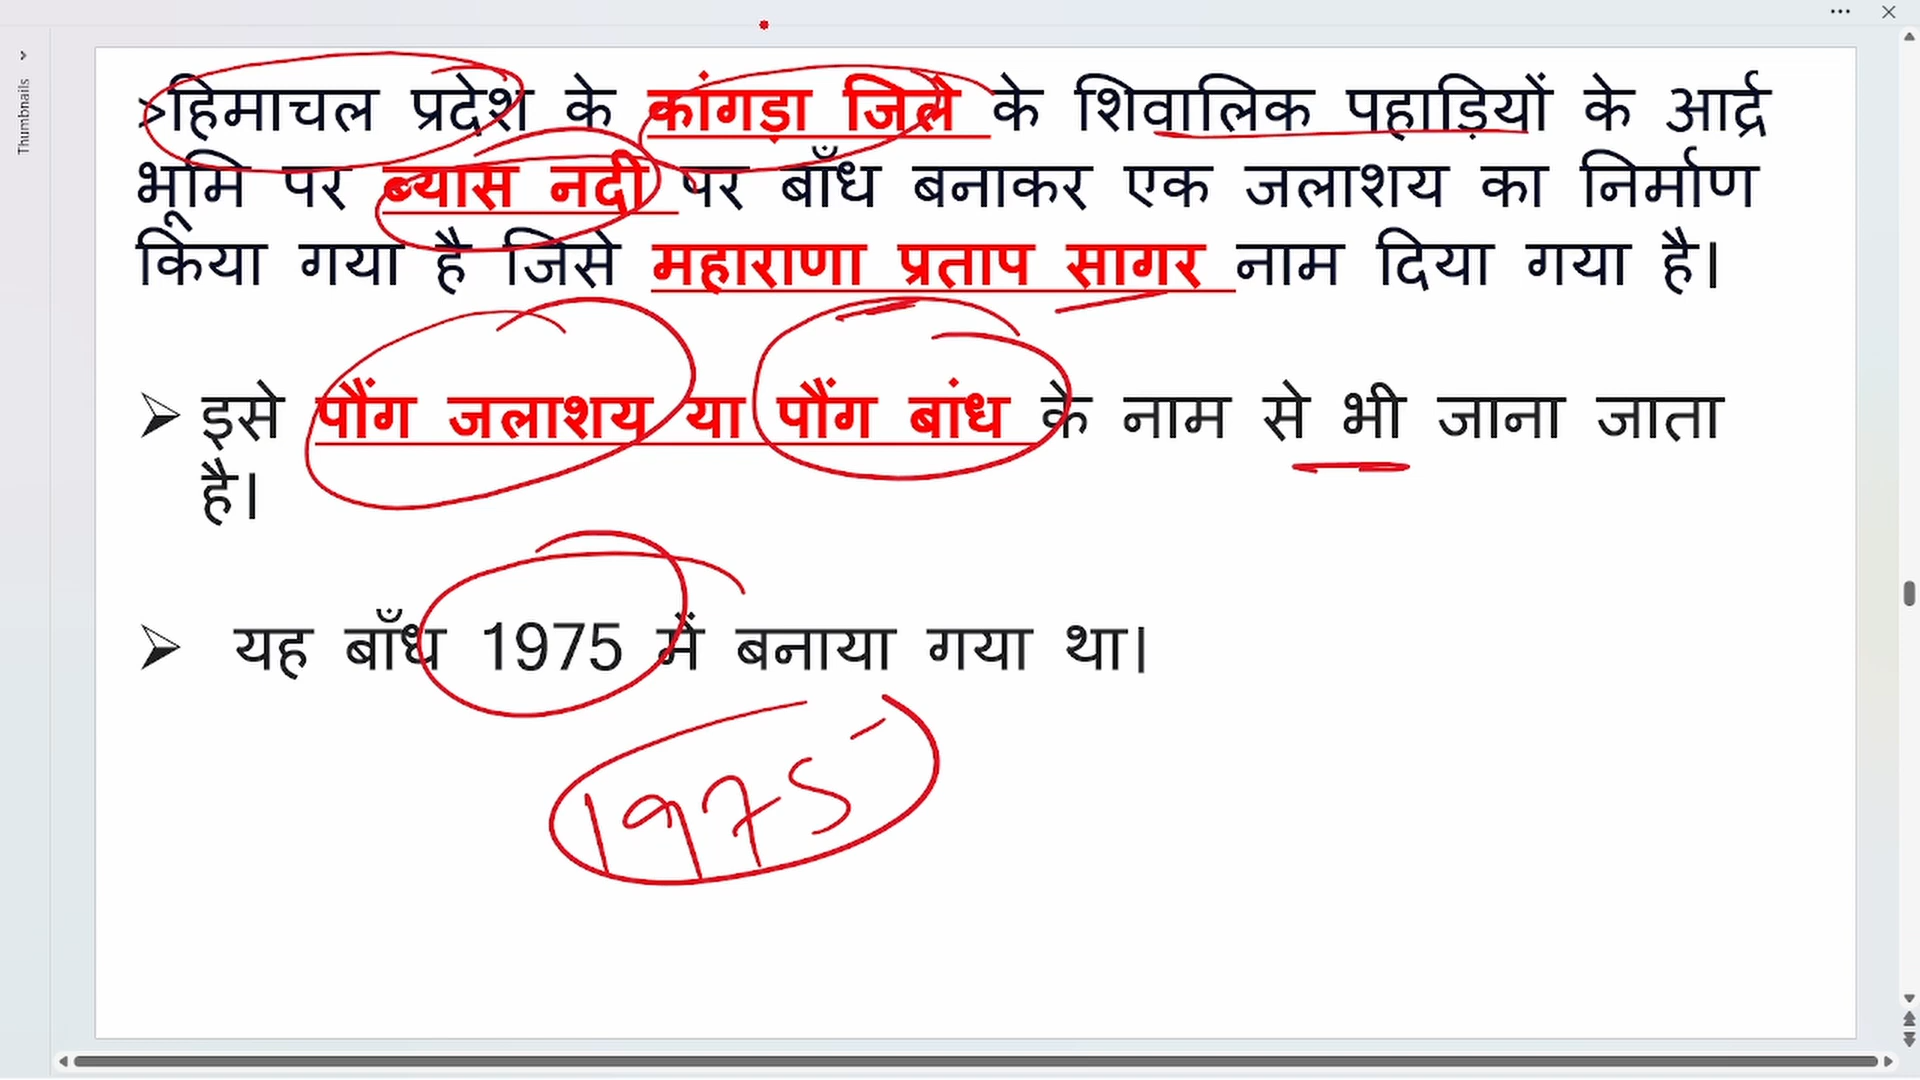 Thumbnails
>हिमाचल प्रदेश के कांगड़ा जिले के शिवालिक पहाड़ियों के आर्द्र
भूमि पर ब्यास नदी पर बाँध बनाकर एक जलाशय का निर्माण
किया गया है जिसे महाराणा प्रताप सागर नाम दिया गया है।
➢ इसे पौंग जलाशय या पौंग बांध के नाम से भी जाना जाता
है।
➢ यह बाँध 1975 में बनाया गया था|
1975